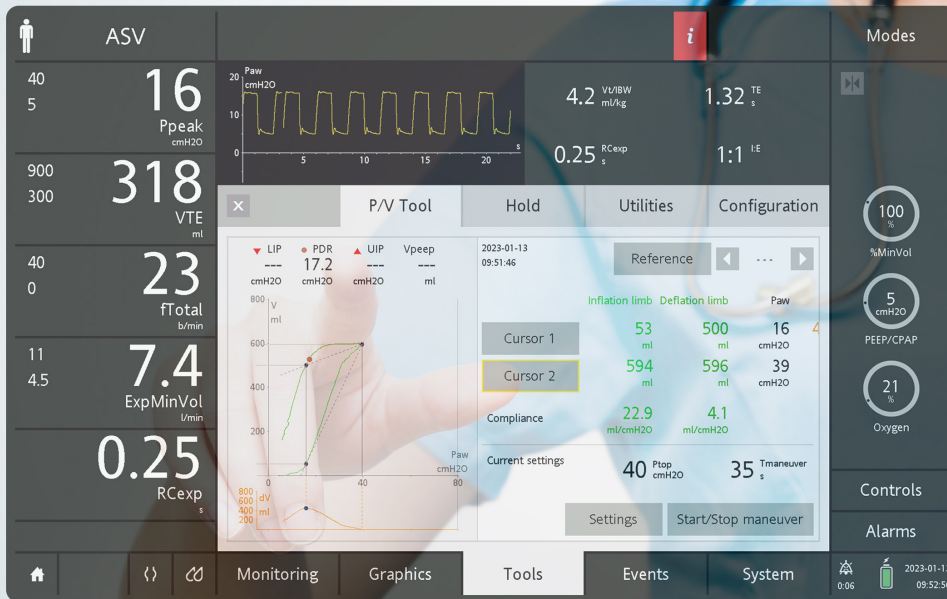 ASV
i
Modes
40
5
16
Ppeak
cmH2O
900
300
318
VTE
ml
40
0
23
fTotal
b/min
11
4.5
7.4
ExpMinVol
l/min
0.25
RCexp
s
Paw
cmH2O
20
10
0
5
10
15
20
s
4.2 Vt/IBW ml/kg
1.32 TE s
0.25 RCexp s
1:1 I:E
X
P/V Tool
Hold
Utilities
Configuration
LIP
---
cmH2O
PDR
17.2
cmH2O
UIP
---
cmH2O
Vpeep
---
ml
800
V
ml
600
400
200
0
40
80
Paw
cmH2O
800
600
400
200
dV
ml
2023-01-13
09:51:46
Reference
---
Inflation limb Deflation limb Paw
Cursor 1
53 ml
500 ml
16 cmH2O
4
Cursor 2
594 ml
596 ml
39 cmH2O
Compliance
22.9 ml/cmH2O
4.1 ml/cmH2O
Current settings
40 Ptop cmH2O
35 Tmaneuver s
Settings
Start/Stop maneuver
100
%
%MinVol
5
cmH2O
PEEP/CPAP
21
%
Oxygen
Controls
Alarms
Monitoring
Graphics
Tools
Events
System
0:06
2023-01-13
09:52:50